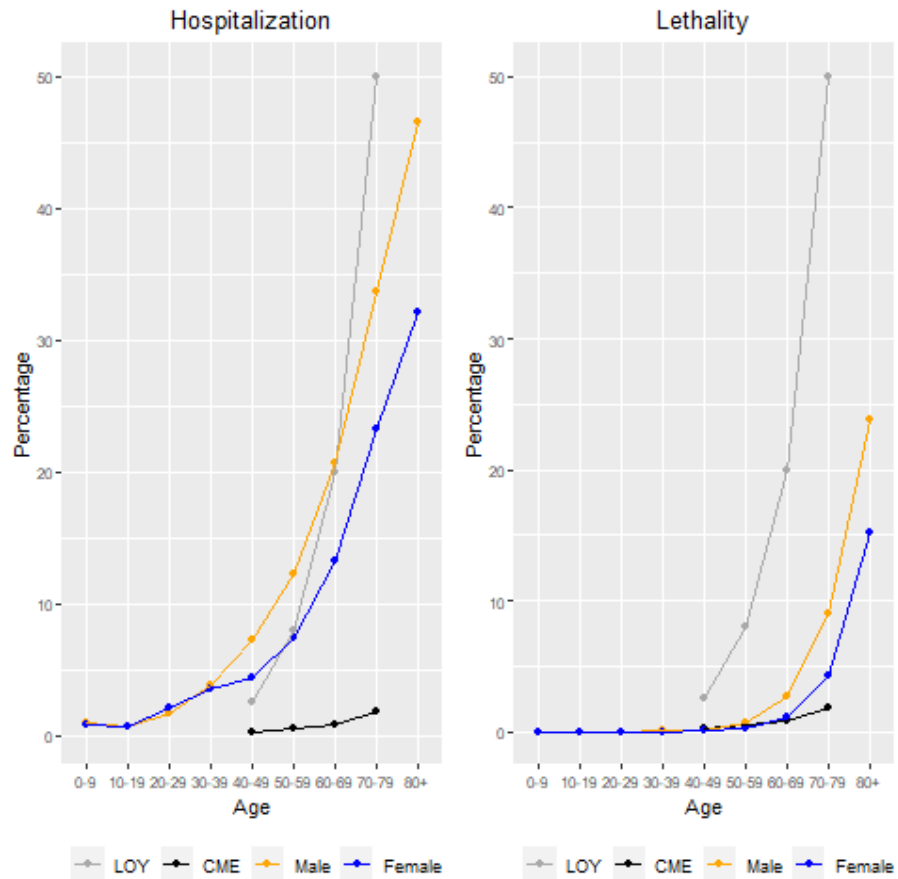 Hospitalization
Percentage
50
40
30
20
10
0
0-9 10-19 20-29 30-39 40-49 50-59 60-69 70-79 80+
Age
LOY CME Male Female
Lethality
Percentage
50
40
30
20
10
0
0-9 10-19 20-29 30-39 40-49 50-59 60-69 70-79 80+
Age
LOY CME Male Female